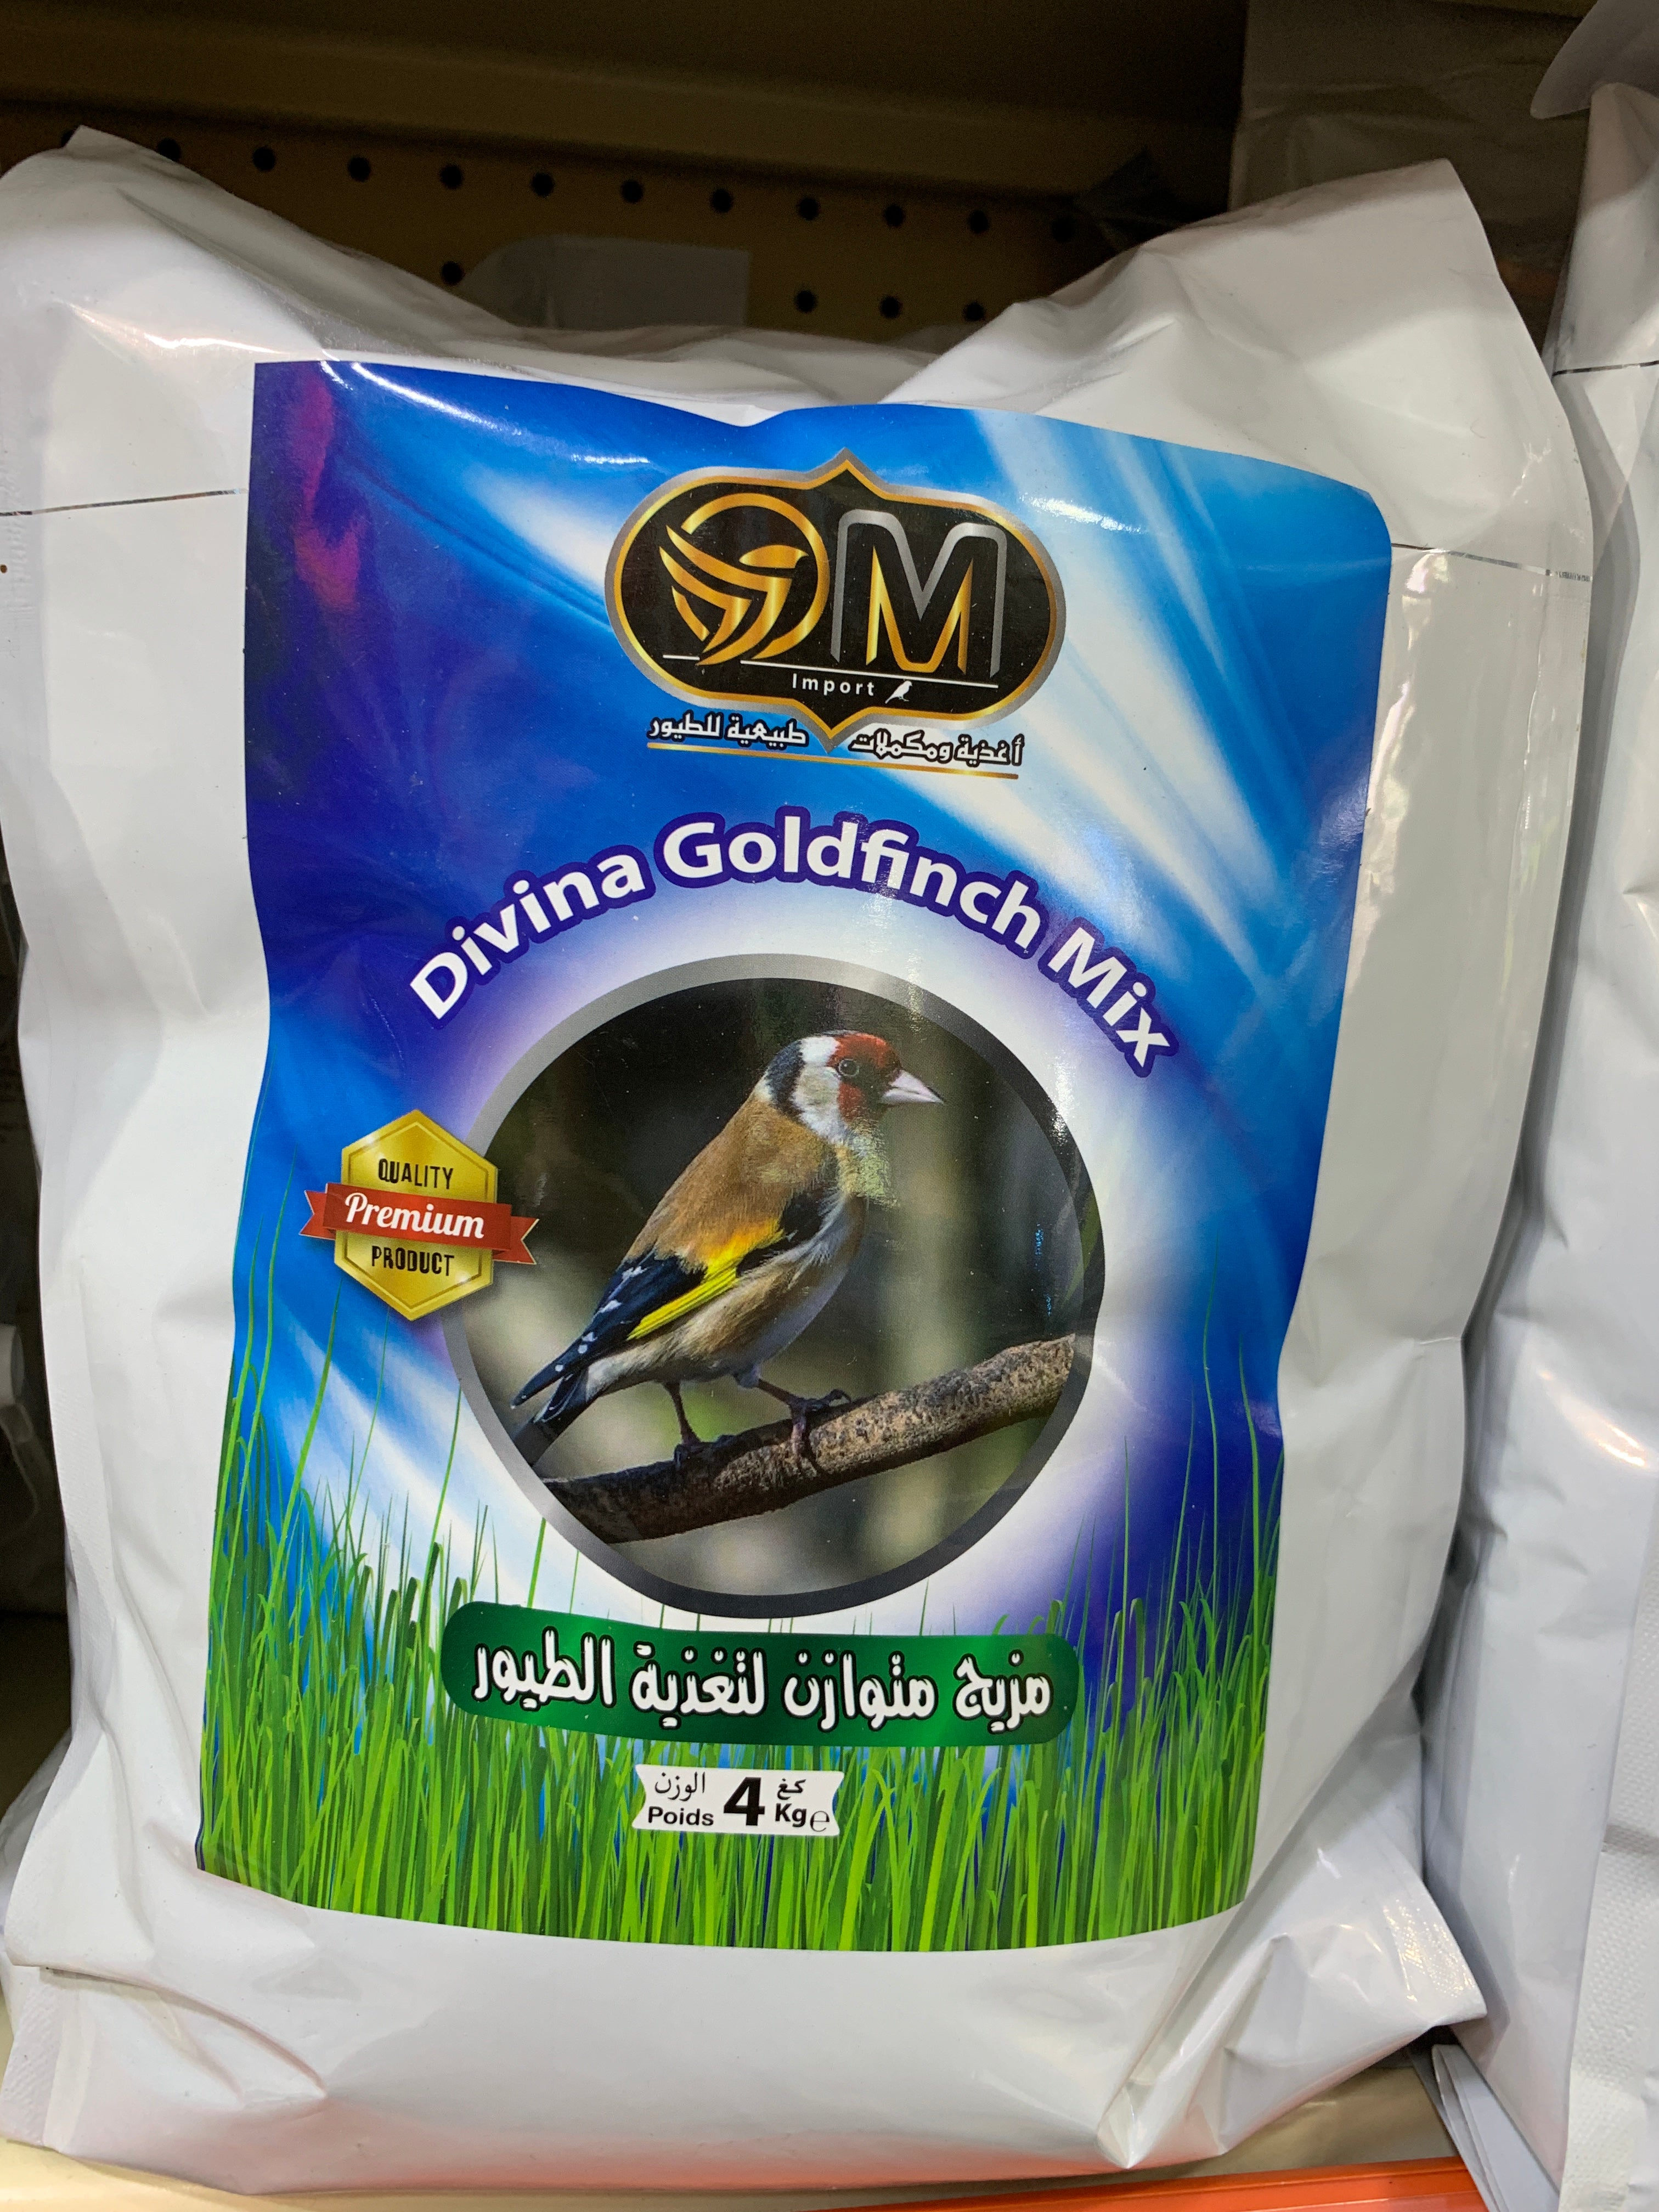 M
Import
أغذية ومكملات طبيعية للطيور
Divina Goldfinch Mix
QUALITY
Premium
PRODUCT
مزيج متوازن لتغذية الطيور
الوزن 4 كغ
Poids 4 Kg e